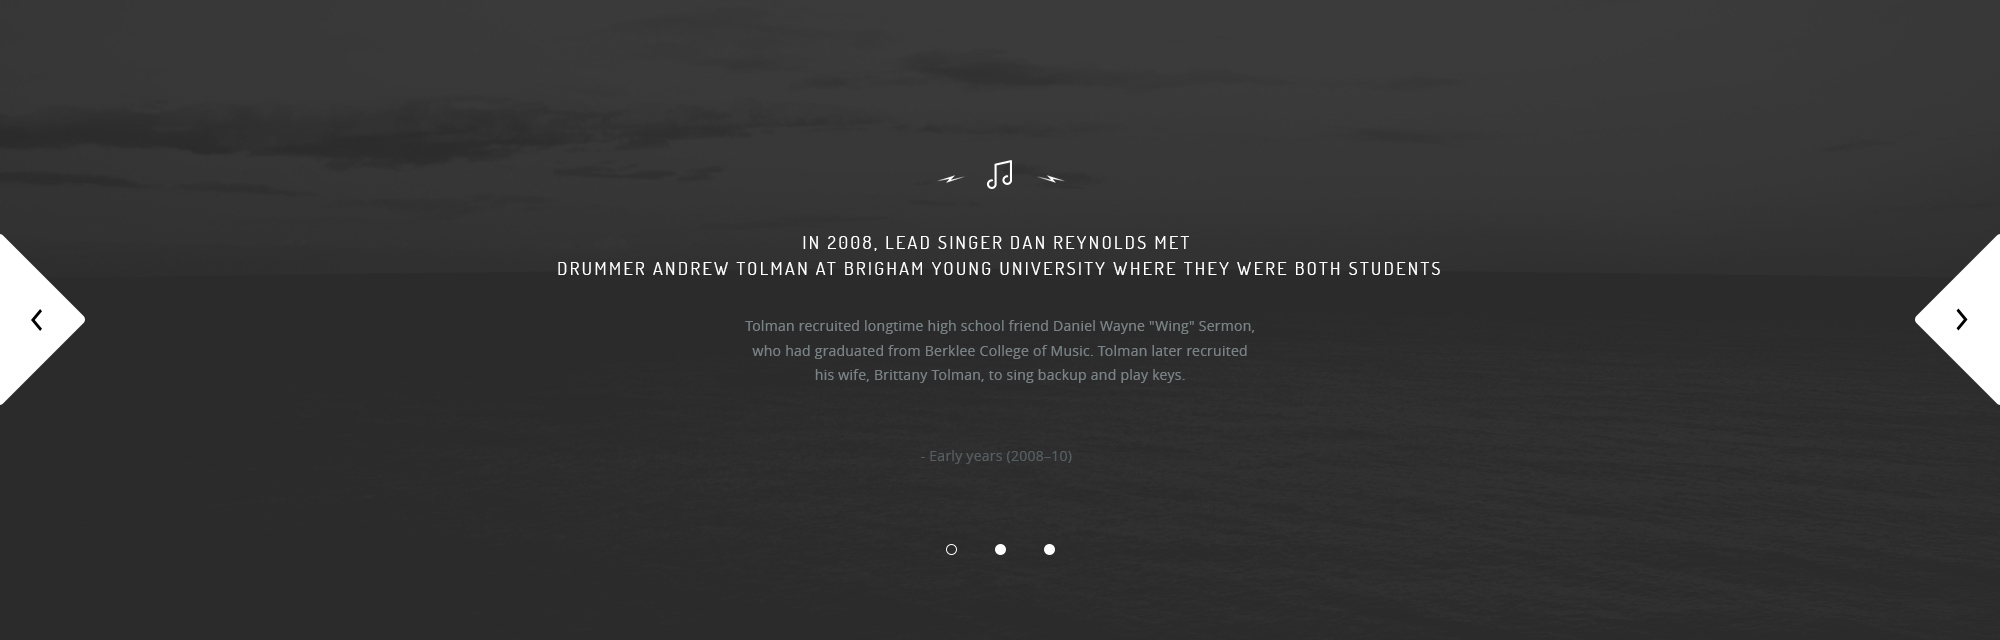 IN 2008, LEAD SINGER DAN REYNOLDS MET
DRUMMER ANDREW TOLMAN AT BRIGHAM YOUNG UNIVERSITY WHERE THEY WERE BOTH STUDENTS
Tolman recruited longtime high school friend Daniel Wayne "Wing" Sermon,
who had graduated from Berklee College of Music. Tolman later recruited
his wife, Brittany Tolman, to sing backup and play keys.
- Early years (2008–10)